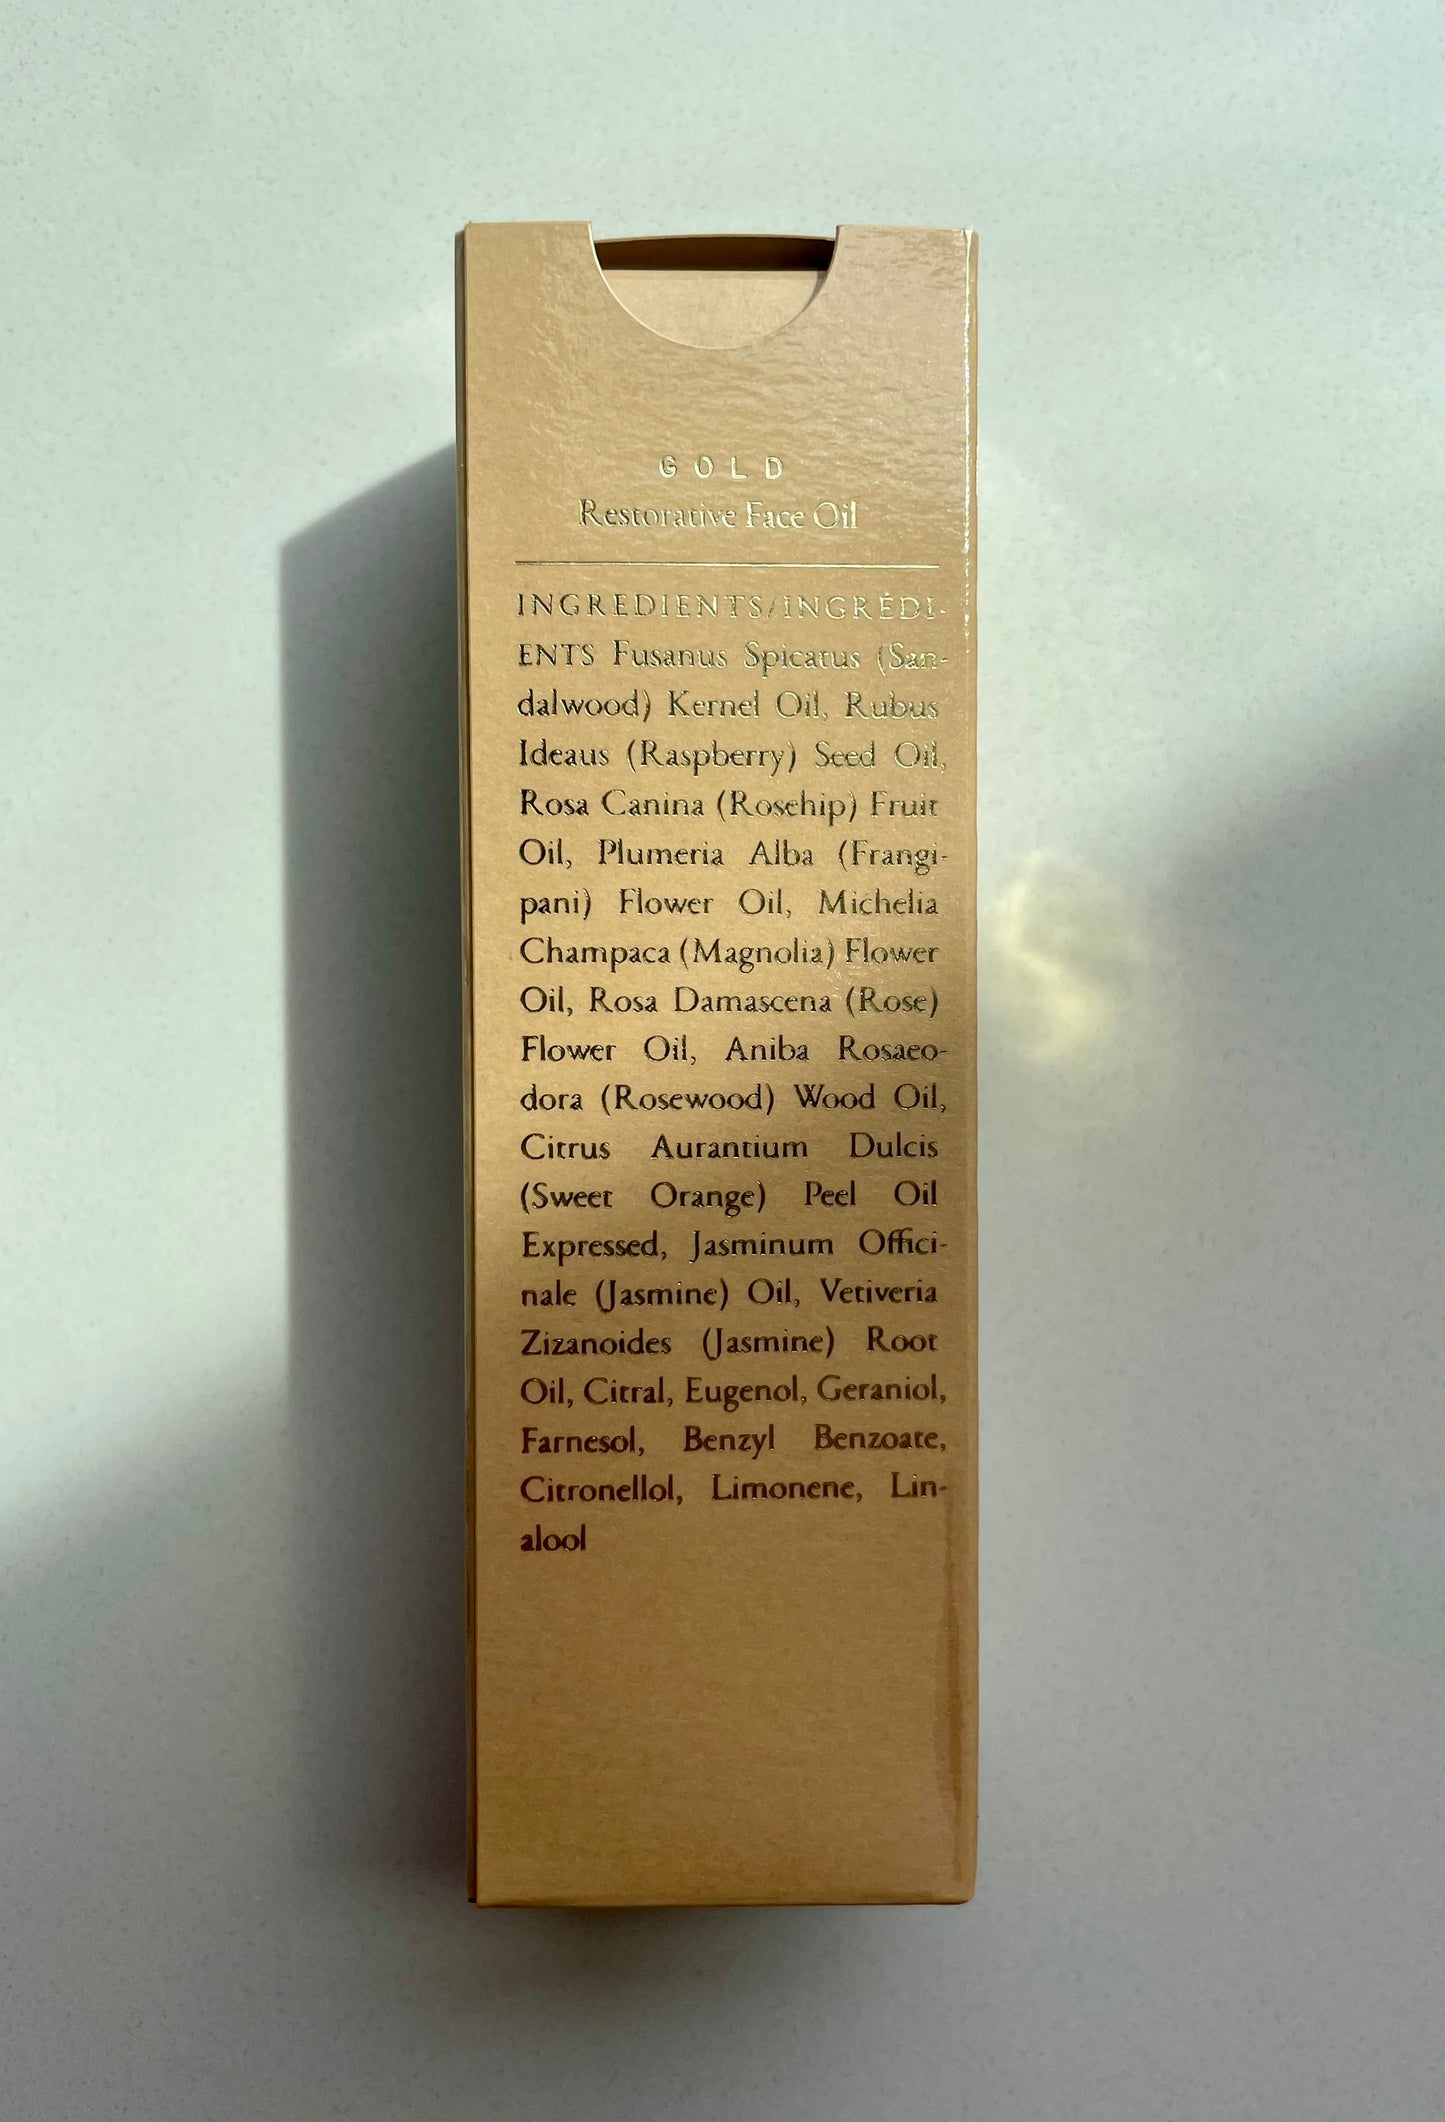 GOLD
Restorative Face Oil
INGREDIENTS/INGRÉDI-
ENTS Fusanus Spicatus (San-
dalwood) Kernel Oil, Rubus
Ideaus (Raspberry) Seed Oil,
Rosa Canina (Rosehip) Fruit
Oil, Plumeria Alba (Frangi-
pani) Flower Oil, Michelia
Champaca (Magnolia) Flower
Oil, Rosa Damascena (Rose)
Flower Oil, Aniba Rosaeo-
dora (Rosewood) Wood Oil,
Citrus Aurantium Dulcis
(Sweet Orange) Peel Oil
Expressed, Jasminum Offici-
nale (Jasmine) Oil, Vetiveria
Zizanoides (Jasmine) Root
Oil, Citral, Eugenol, Geraniol,
Farnesol, Benzyl Benzoate,
Citronellol, Limonene, Lin-
alool